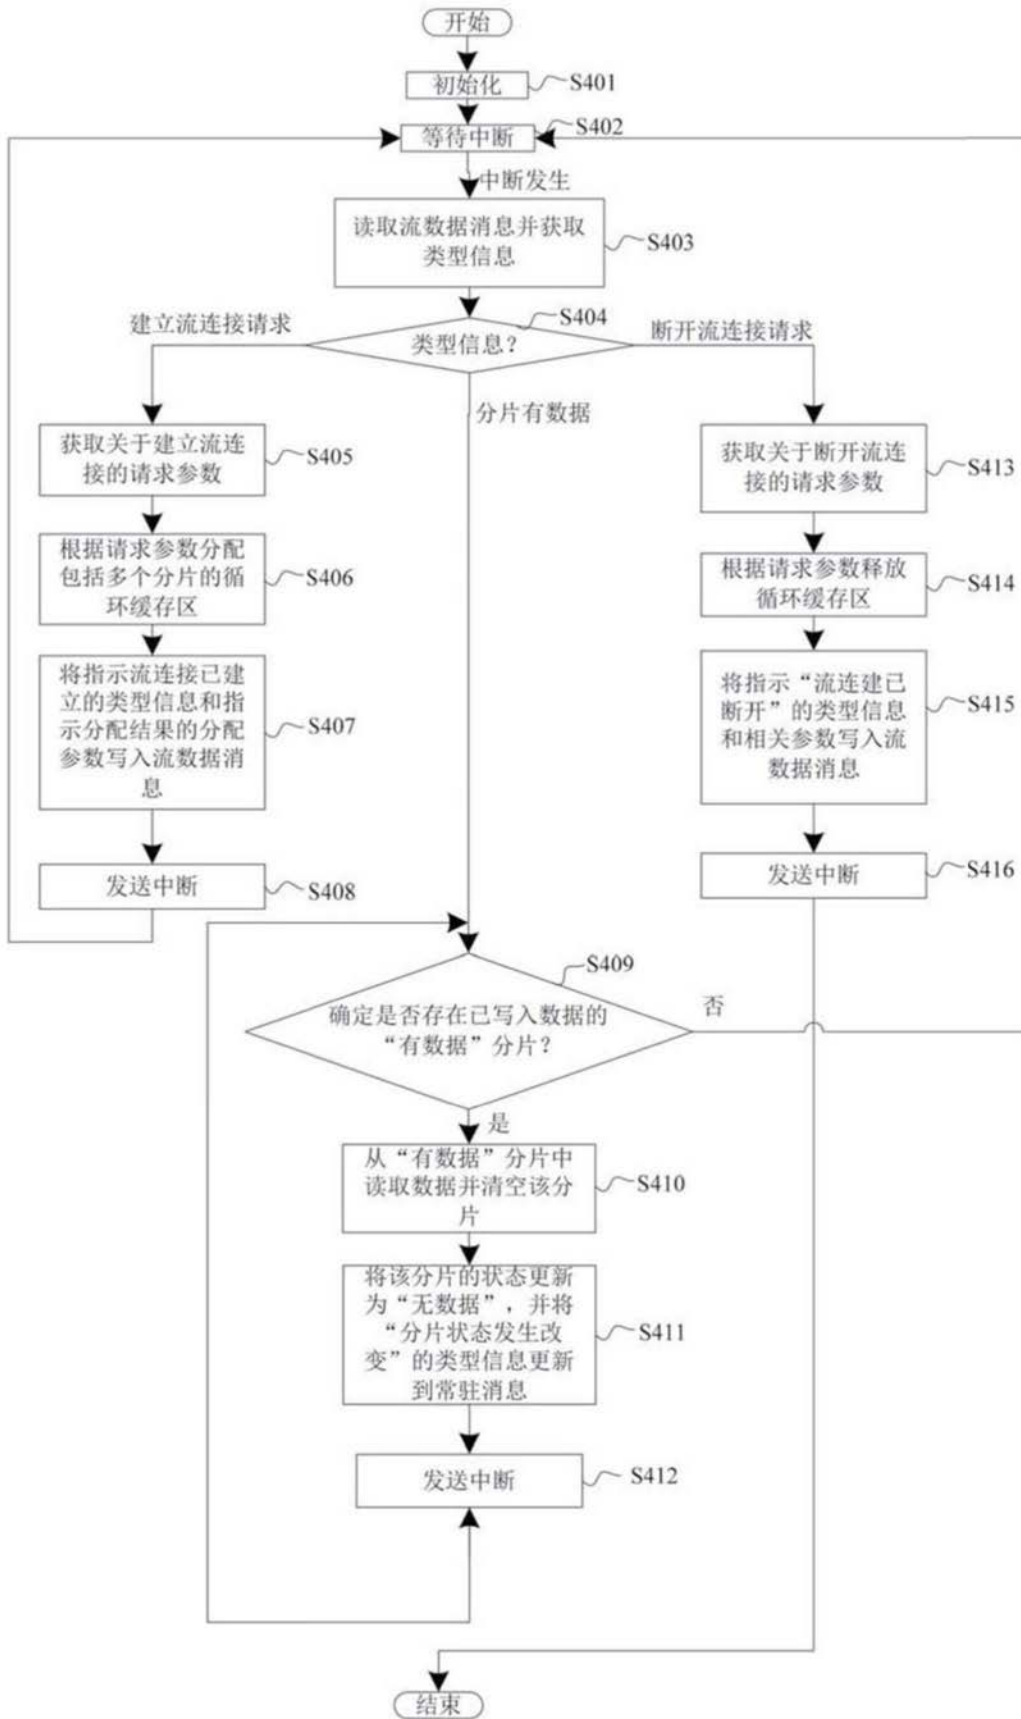 开始
初始化
S401
等待中断
S402
中断发生
读取流数据消息并获取
类型信息
S403
类型信息？
S404
建立流连接请求
断开流连接请求
分片有数据
获取关于建立流连
接的请求参数
S405
根据请求参数分配
包括多个分片的循
环缓存区
S406
将指示流连接已建
立的类型信息和指
示分配结果的分配
参数写入流数据消
息
S407
发送中断
S408
获取关于断开流连
接的请求参数
S413
根据请求参数释放
循环缓存区
S414
将指示“流连建已
断开”的类型信息
和相关参数写入流
数据消息
S415
发送中断
S416
确定是否存在已写入数据的
“有数据”分片？
S409
否
是
从“有数据”分片中
读取数据并清空该分
片
S410
将该分片的状态更新
为“无数据”，并将
“分片状态发生改
变”的类型信息更新
到常驻消息
S411
发送中断
S412
结束